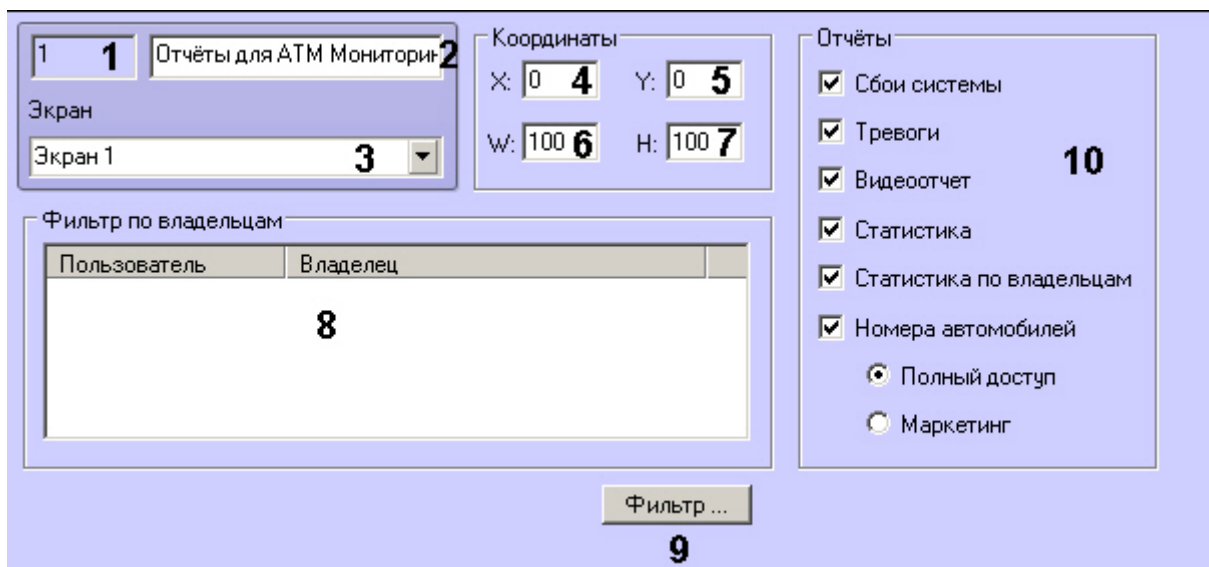 1 1 Отчёты для АТМ Монитори 2
Экран
Экран 1 3
Координаты
X: 0 4 Y: 0 5
W: 100 6 H: 100 7
Фильтр по владельцам
Пользователь Владелец
8
Фильтр ...
9
Отчёты
Сбои системы
Тревоги
10
Видеоотчет
Статистика
Статистика по владельцам
Номера автомобилей
Полный доступ
Маркетинг